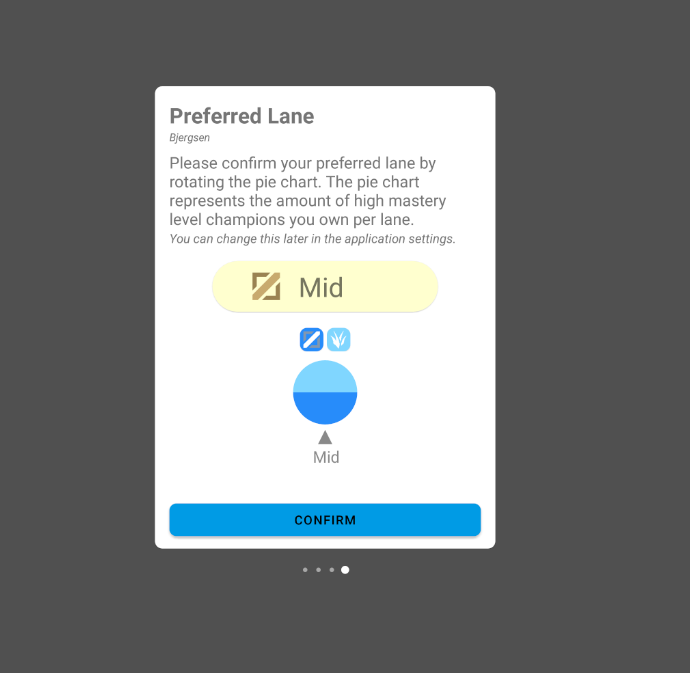 Preferred Lane
Bjergsen
Please confirm your preferred lane by
rotating the pie chart. The pie chart
represents the amount of high mastery
level champions you own per lane.
You can change this later in the application settings.
Mid
Mid
CONFIRM